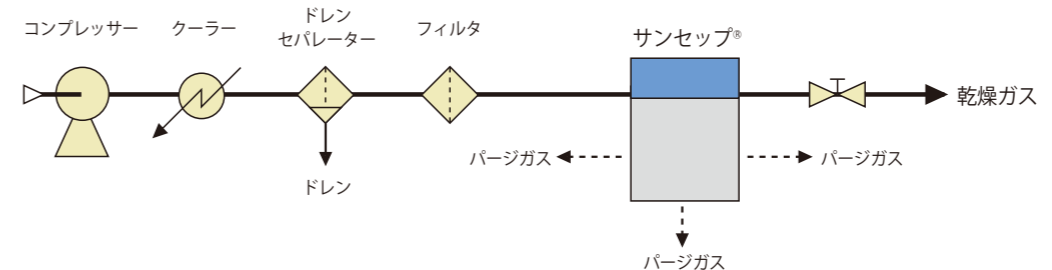 コンプレッサー
クーラー
ドレン
セパレーター
フィルタ
サンセップ®
乾燥ガス
パージガス
パージガス
ドレン
パージガス